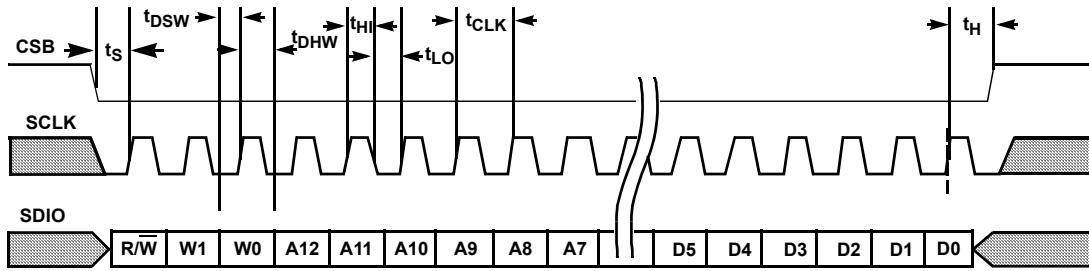 tDSW tHI tCLK tH
CSB tS tDHW tLO
SCLK
SDIO
R/W W1 W0 A12 A11 A10 A9 A8 A7 D5 D4 D3 D2 D1 D0